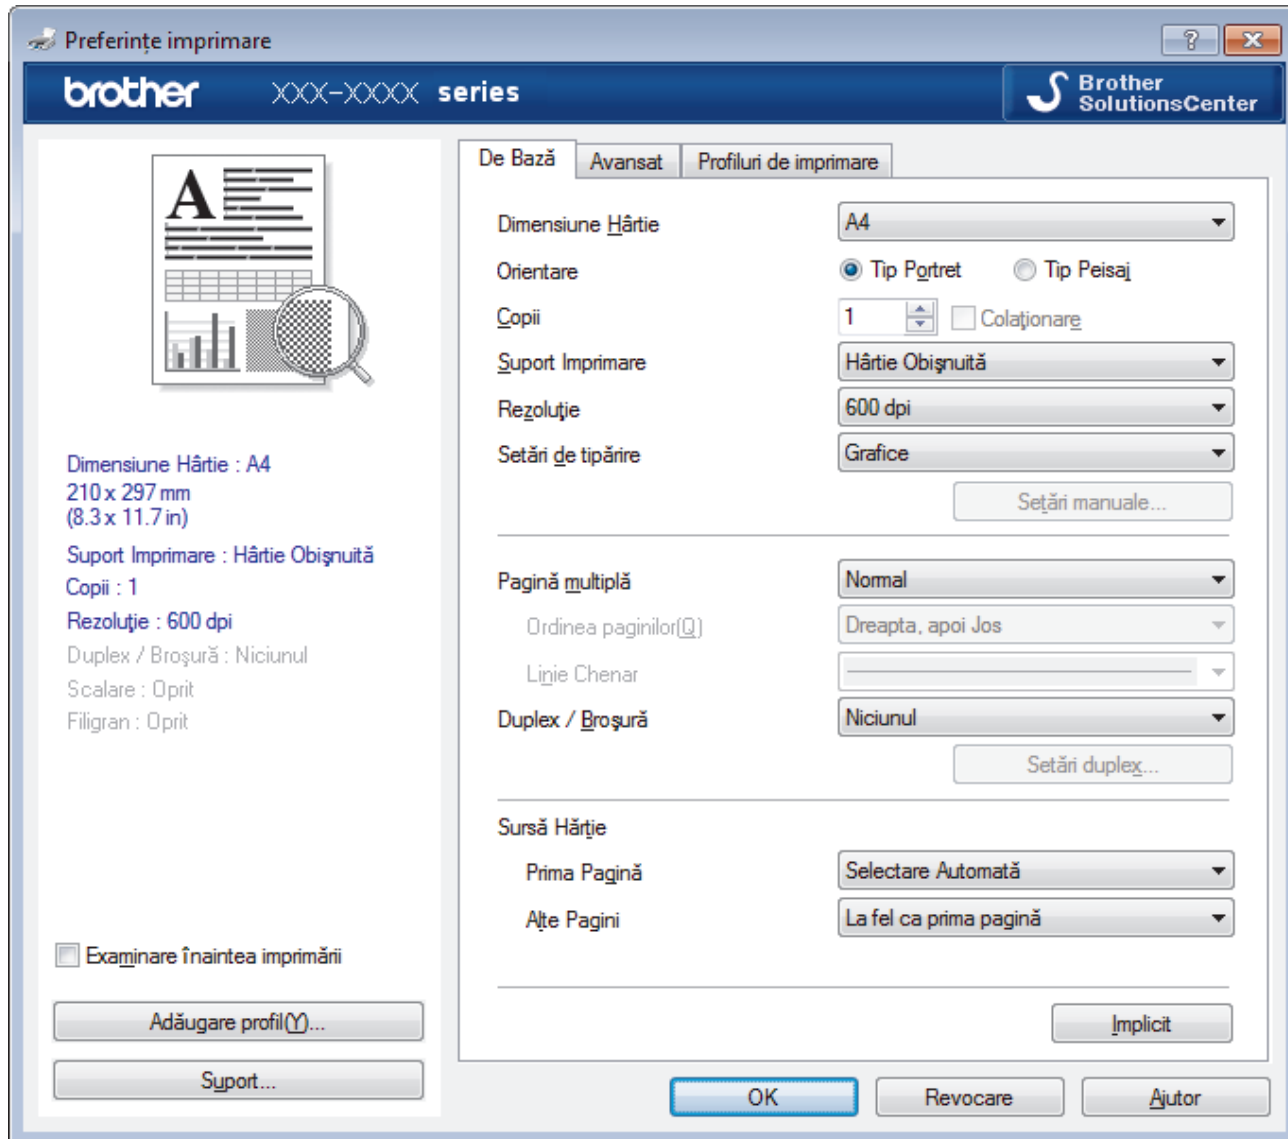 Preferințe imprimare
brother XXX-XXXX series
Brother
SolutionsCenter
A
Dimensiune Hârtie : A4
210 x 297 mm
(8.3 x 11.7 in)
Suport Imprimare : Hârtie Obişnuită
Copii : 1
Rezoluţie : 600 dpi
Duplex / Broşură : Niciunul
Scalare : Oprit
Filigran : Oprit
Examinare înaintea imprimării
Adăugare profil(Y)...
Suport...
De Bază
Avansat
Profiluri de imprimare
Dimensiune Hârtie A4
Orientare Tip Portret Tip Peisaj
Copii 1 Colaţionare
Suport Imprimare Hârtie Obişnuită
Rezoluţie 600 dpi
Setări de tipărire Grafice
Setări manuale...
Pagină multiplă Normal
Ordinea paginilor(Q) Dreapta, apoi Jos
Linie Chenar
Duplex / Broşură Niciunul
Setări duplex...
Sursă Hărţie
Prima Pagină Selectare Automată
Alte Pagini La fel ca prima pagină
Implicit
OK Revocare Ajutor